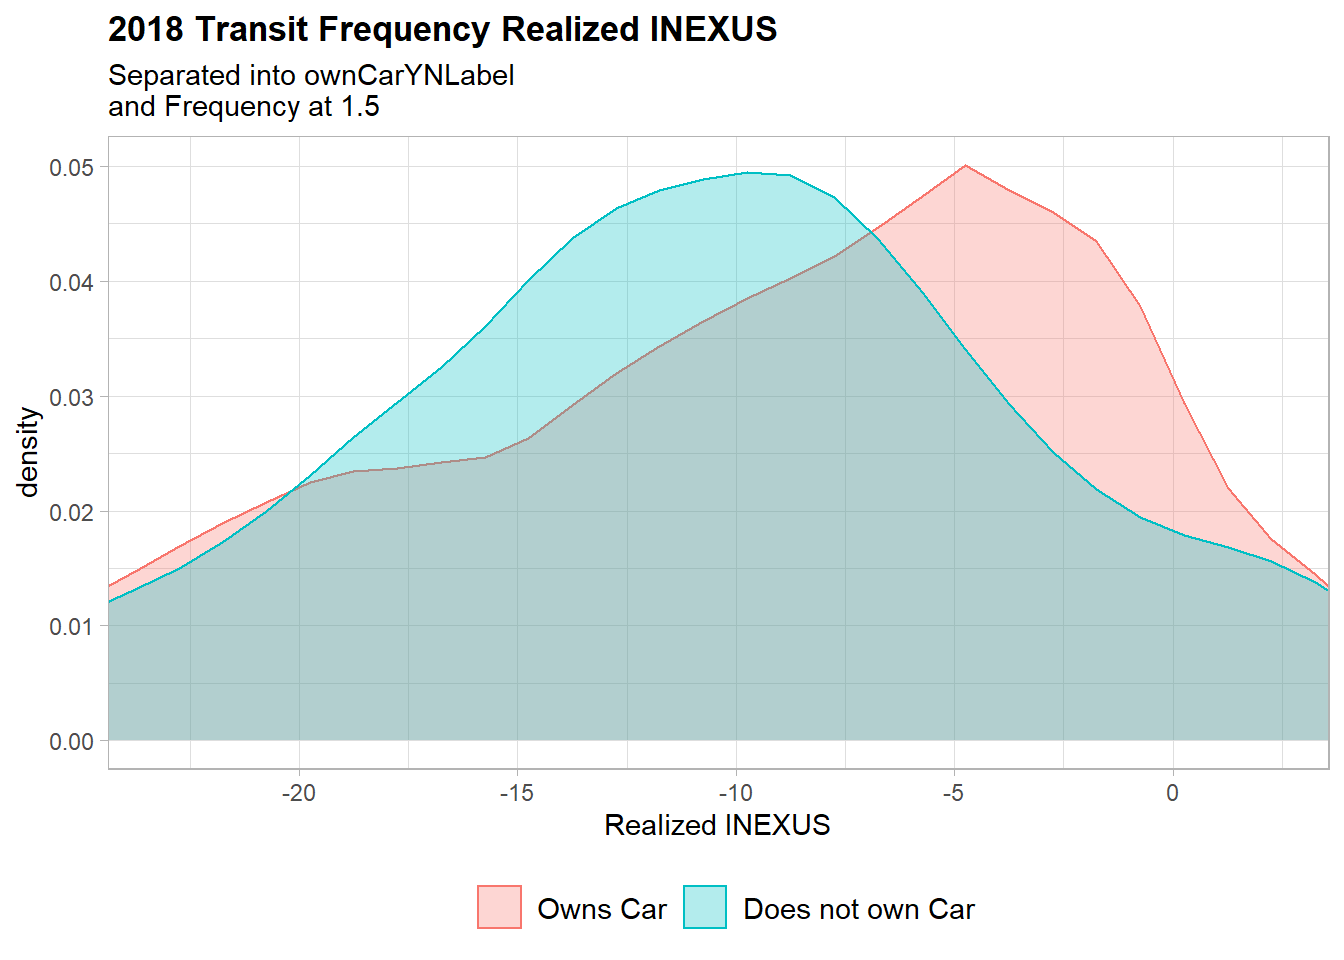 2018 Transit Frequency Realized INEXUS
Separated into ownCarYNLabel
and Frequency at 1.5
density
0.05
0.04
0.03
0.02
0.01
0.00
-20 -15 -10 -5 0
Realized INEXUS
Owns Car Does not own Car